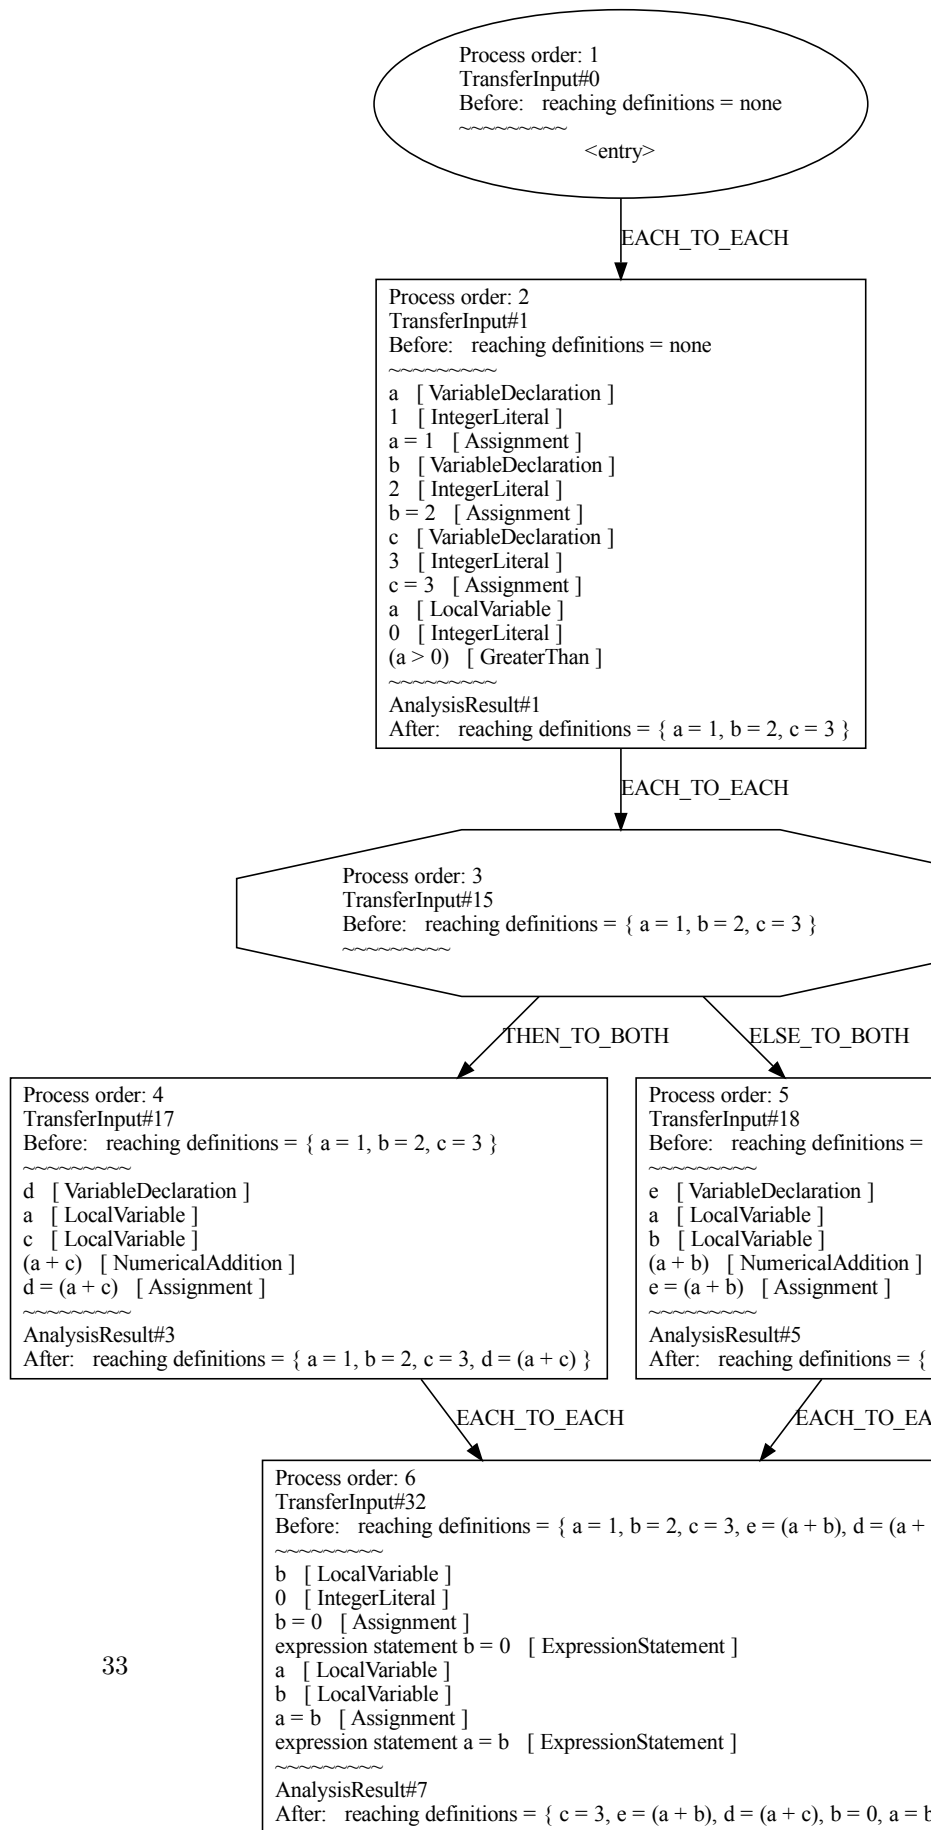 Process order: 1
TransferInput#0
Before:   reaching definitions = none
~~~~~~~~~
<entry>
EACH_TO_EACH
Process order: 2
TransferInput#1
Before:   reaching definitions = none
~~~~~~~~~
a   [ VariableDeclaration ]
1   [ IntegerLiteral ]
a = 1   [ Assignment ]
b   [ VariableDeclaration ]
2   [ IntegerLiteral ]
b = 2   [ Assignment ]
c   [ VariableDeclaration ]
3   [ IntegerLiteral ]
c = 3   [ Assignment ]
a   [ LocalVariable ]
0   [ IntegerLiteral ]
(a > 0)   [ GreaterThan ]
~~~~~~~~~
AnalysisResult#1
After:   reaching definitions = { a = 1, b = 2, c = 3 }
EACH_TO_EACH
Process order: 3
TransferInput#15
Before:   reaching definitions = { a = 1, b = 2, c = 3 }
~~~~~~~~~
THEN_TO_BOTH
ELSE_TO_BOTH
Process order: 4
TransferInput#17
Before:   reaching definitions = { a = 1, b = 2, c = 3 }
~~~~~~~~~
d   [ VariableDeclaration ]
a   [ LocalVariable ]
c   [ LocalVariable ]
(a + c)   [ NumericalAddition ]
d = (a + c)   [ Assignment ]
~~~~~~~~~
AnalysisResult#3
After:   reaching definitions = { a = 1, b = 2, c = 3, d = (a + c) }
Process order: 5
TransferInput#18
Before:   reaching definitions =
~~~~~~~~~
e   [ VariableDeclaration ]
a   [ LocalVariable ]
b   [ LocalVariable ]
(a + b)   [ NumericalAddition ]
e = (a + b)   [ Assignment ]
~~~~~~~~~
AnalysisResult#5
After:   reaching definitions = {
EACH_TO_EACH
EACH_TO_EA
Process order: 6
TransferInput#32
Before:   reaching definitions = { a = 1, b = 2, c = 3, e = (a + b), d = (a +
~~~~~~~~~
b   [ LocalVariable ]
0   [ IntegerLiteral ]
b = 0   [ Assignment ]
expression statement b = 0   [ ExpressionStatement ]
a   [ LocalVariable ]
b   [ LocalVariable ]
a = b   [ Assignment ]
expression statement a = b   [ ExpressionStatement ]
~~~~~~~~~
AnalysisResult#7
After:   reaching definitions = { c = 3, e = (a + b), d = (a + c), b = 0, a = b
33